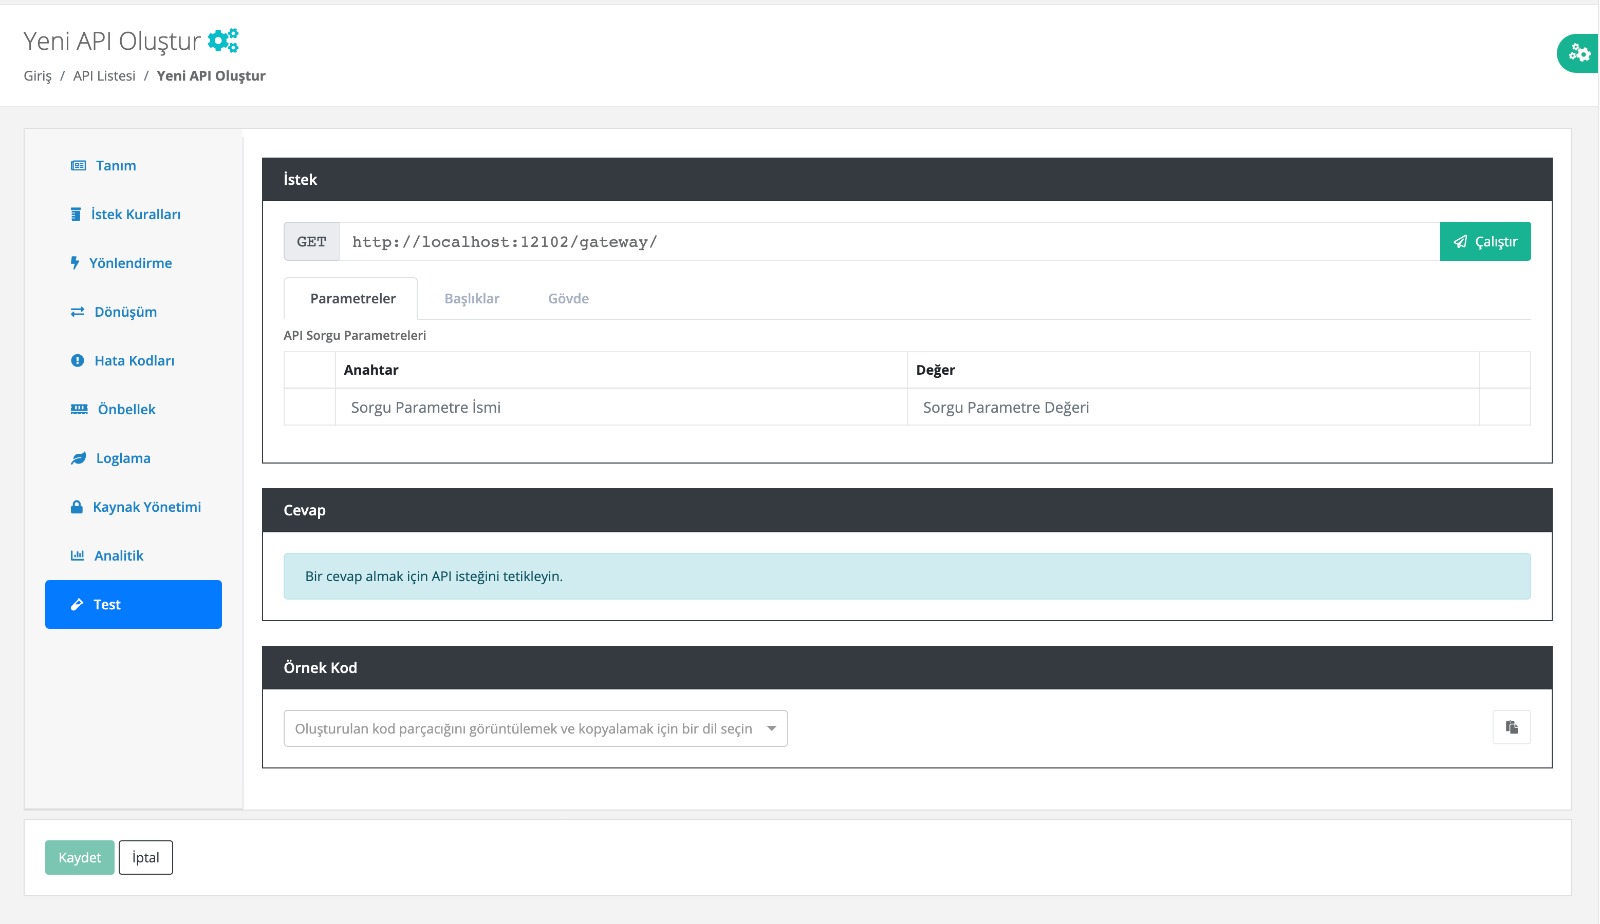 Yeni API Oluştur
Giriş / API Listesi / Yeni API Oluştur
Tanım
İstek Kuralları
Yönlendirme
Dönüşüm
Hata Kodları
Önbellek
Loglama
Kaynak Yönetimi
Analitik
Test
İstek
GET http://localhost:12102/gateway/ Çalıştır
Parametreler Başlıklar Gövde
API Sorgu Parametreleri
Anahtar Değer
Sorgu Parametre İsmi Sorgu Parametre Değeri
Cevap
Bir cevap almak için API isteğini tetikleyin.
Örnek Kod
Oluşturulan kod parçacığını görüntülemek ve kopyalamak için bir dil seçin
Kaydet İptal